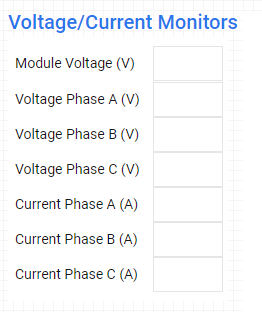 Voltage/Current Monitors
Module Voltage (V)
Voltage Phase A (V)
Voltage Phase B (V)
Voltage Phase C (V)
Current Phase A (A)
Current Phase B (A)
Current Phase C (A)